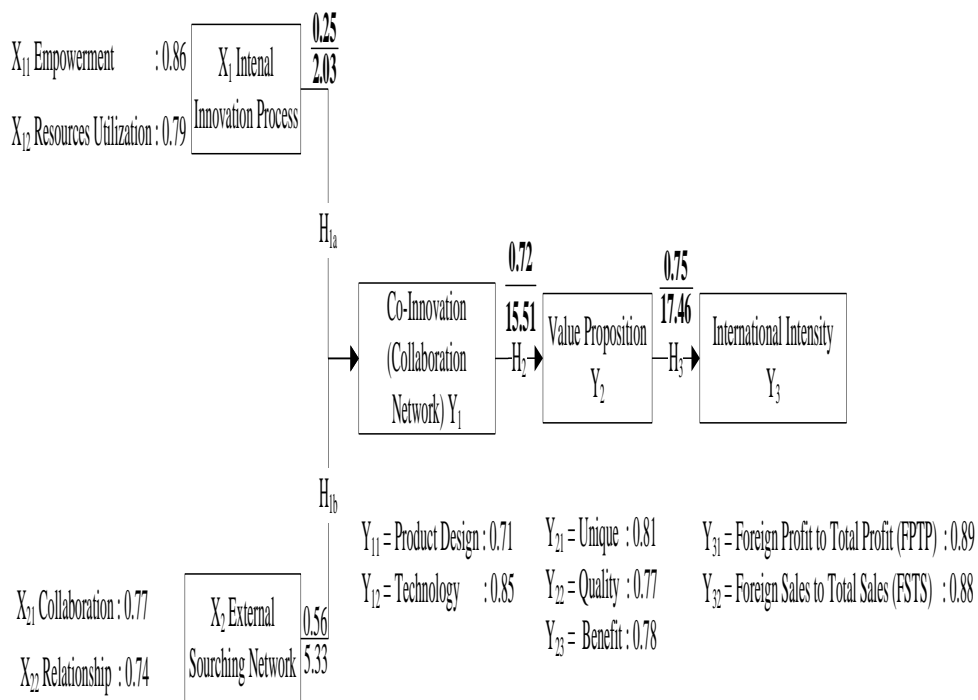 X₁₁ Empowerment : 0.86
X₁₂ Resources Utilization : 0.79
X₁ Intenal
Innovation Process
0.25
2.03
H₁ₐ
Co-Innovation
(Collaboration
Network) Y₁
0.72
15.51
H₂
Value Proposition
Y₂
0.75
17.46
H₃
International Intensity
Y₃
H₁b
Y₁₁ = Product Design : 0.71
Y₁₂ = Technology : 0.85
Y₂₁ = Unique : 0.81
Y₂₂ = Quality : 0.77
Y₂₃ = Benefit : 0.78
Y₃₁ = Foreign Profit to Total Profit (FPTP) : 0.89
Y₃₂ = Foreign Sales to Total Sales (FSTS) : 0.88
X₂₁ Collaboration : 0.77
X₂₂ Relationship : 0.74
X₂ External
Sourching Network
0.56
5.33